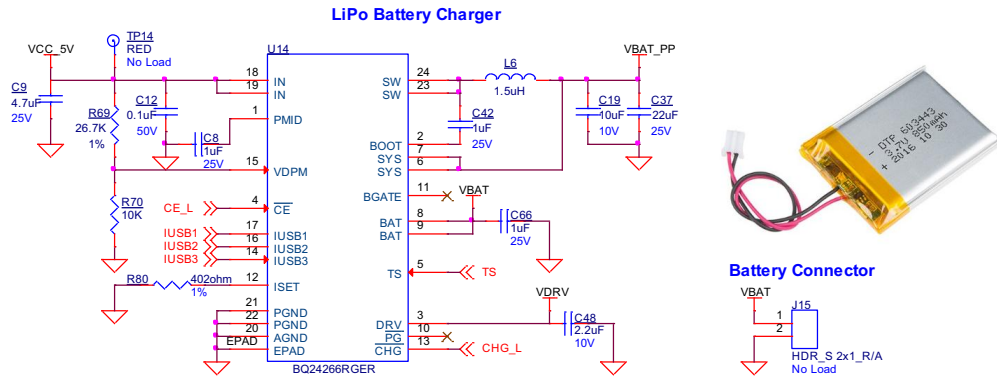 LiPo Battery Charger
VCC_5V
TP14
RED
No Load
C9
4.7uF
25V
R69
26.7K
1%
C12
0.1uF
50V
C8
1uF
25V
R70
10K
CE_L
IUSB1
IUSB2
IUSB3
R80
402ohm
1%
U14
18 IN
19 IN
1 PMID
15 VDPM
4 CE
17 IUSB1
16 IUSB2
14 IUSB3
12 ISET
21 PGND
22 PGND
20 AGND
EPAD EPAD
SW 24
SW 23
BOOT 2
SYS 7
SYS 6
BGATE 11
BAT 8
BAT 9
TS 5
DRV 3
PG 10
CHG 13
BQ24266RGER
L6
1.5uH
VBAT_PP
C42
1uF
25V
C19
10uF
10V
C37
22uF
25V
VBAT
C66
1uF
25V
TS
VDRV
C48
2.2uF
10V
CHG_L
DTP 603443
- 3.7V 850mAh
+ 2016 10 30
Battery Connector
VBAT
J15
1
2
HDR_S 2x1_R/A
No Load